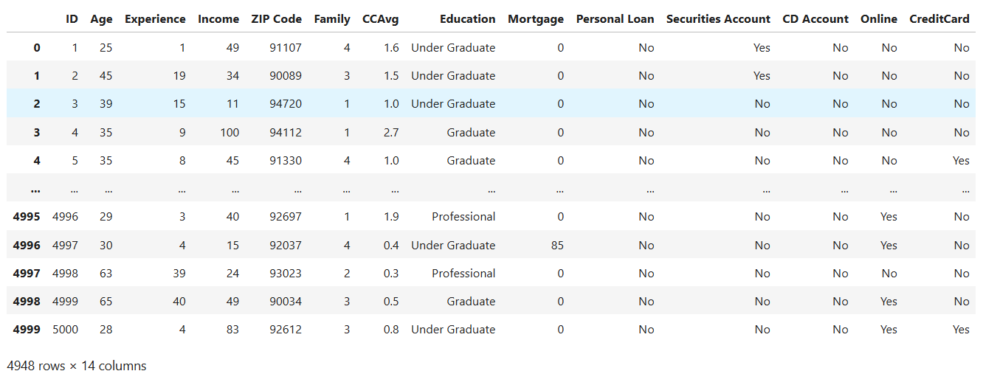 ID Age Experience Income ZIP Code Family CCAvg Education Mortgage Personal Loan Securities Account CD Account Online CreditCard
0 1 25 1 49 91107 4 1.6 Under Graduate 0 No Yes No No No
1 2 45 19 34 90089 3 1.5 Under Graduate 0 No Yes No No No
2 3 39 15 11 94720 1 1.0 Under Graduate 0 No No No No No
3 4 35 9 100 94112 1 2.7 Graduate 0 No No No No No
4 5 35 8 45 91330 4 1.0 Graduate 0 No No No No Yes
... ... ... ... ... ... ... ... ... ... ... ... ... ... ...
4995 4996 29 3 40 92697 1 1.9 Professional 0 No No No Yes No
4996 4997 30 4 15 92037 4 0.4 Under Graduate 85 No No No Yes No
4997 4998 63 39 24 93023 2 0.3 Professional 0 No No No No No
4998 4999 65 40 49 90034 3 0.5 Graduate 0 No No No Yes No
4999 5000 28 4 83 92612 3 0.8 Under Graduate 0 No No No Yes Yes
4948 rows × 14 columns